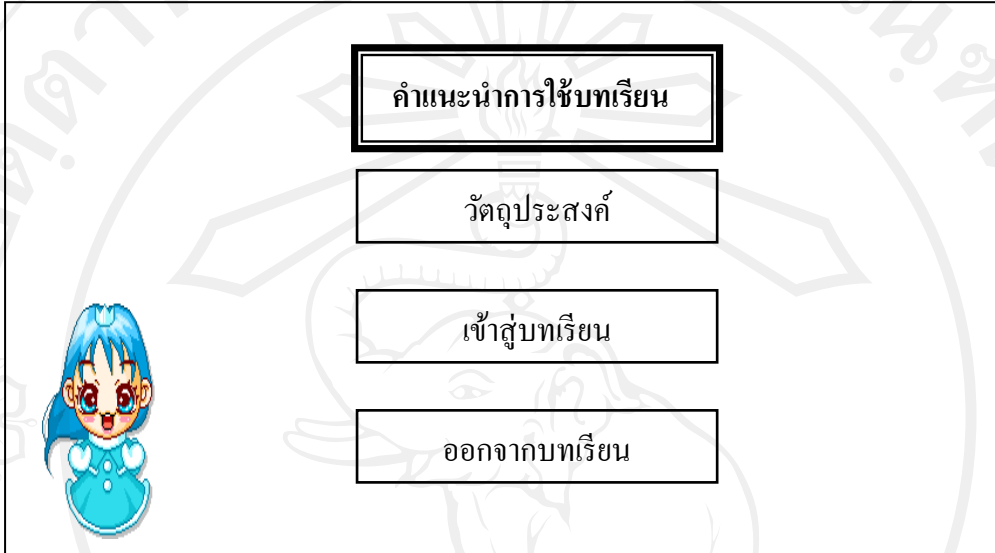 คำแนะนำการใช้บทเรียน
วัตถุประสงค์
เข้าสู่บทเรียน
ออกจากบทเรียน